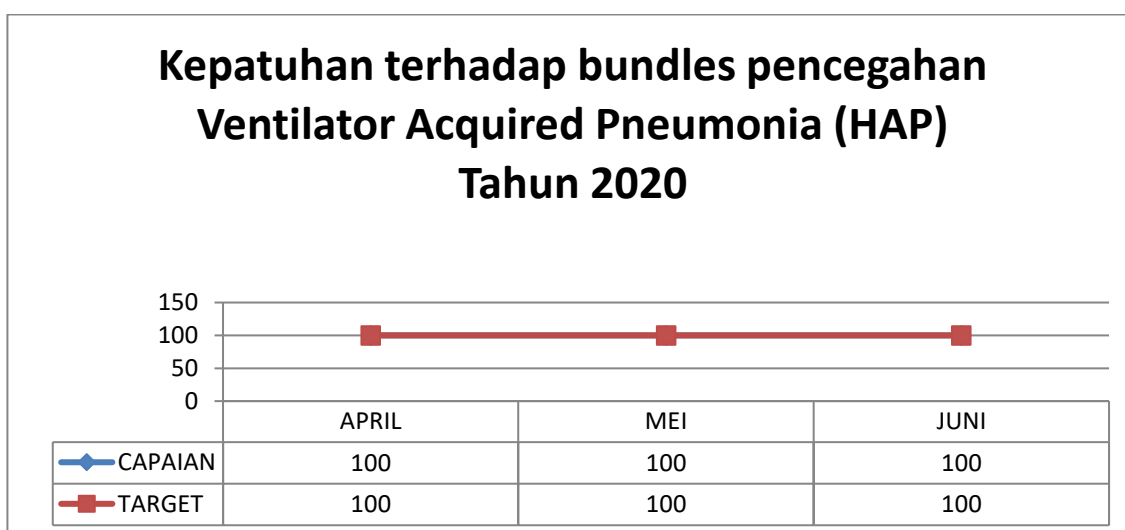 Kepatuhan terhadap bundles pencegahan
Ventilator Acquired Pneumonia (HAP)
Tahun 2020
150
100
50
0
APRIL MEI JUNI
CAPAIAN 100 100 100
TARGET 100 100 100